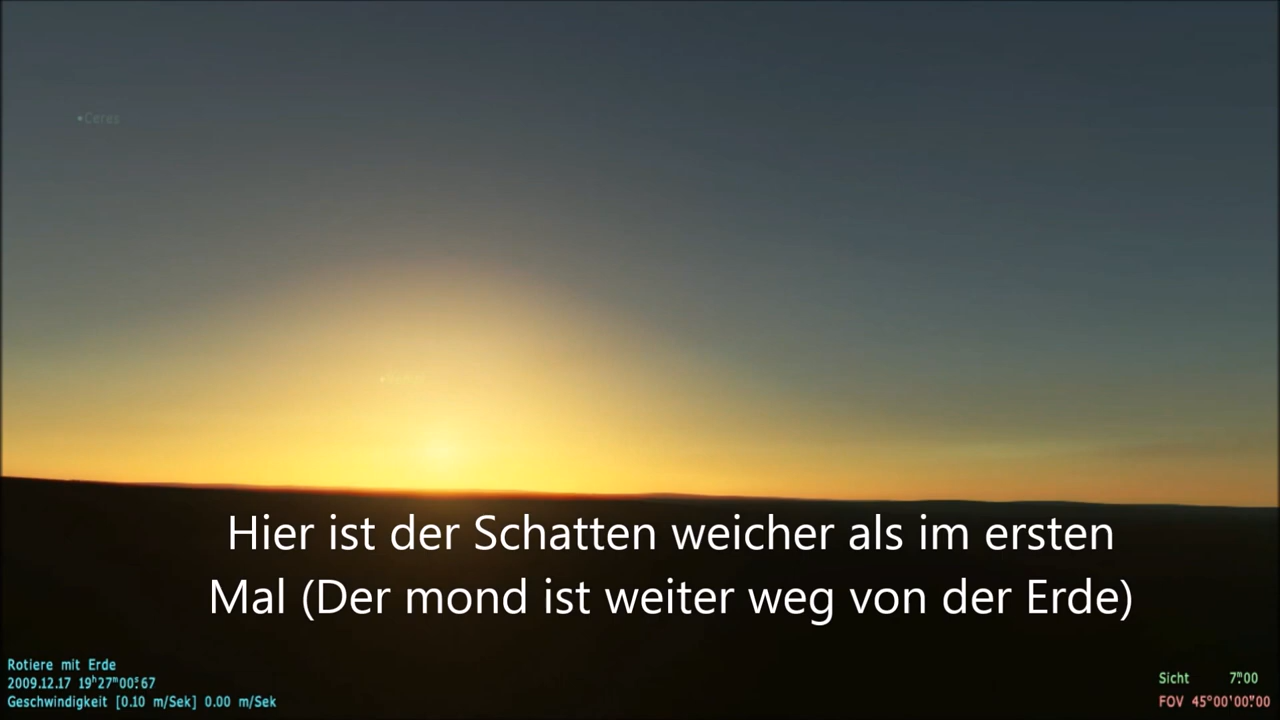 Ceres
Hier ist der Schatten weicher als im ersten
Mal (Der mond ist weiter weg von der Erde)
Rotiere mit Erde
2009.12.17 19h27m00s67
Geschwindigkeit [0.10 m/Sek] 0.00 m/Sek
Sicht 7m00
FOV 45°00'00"00